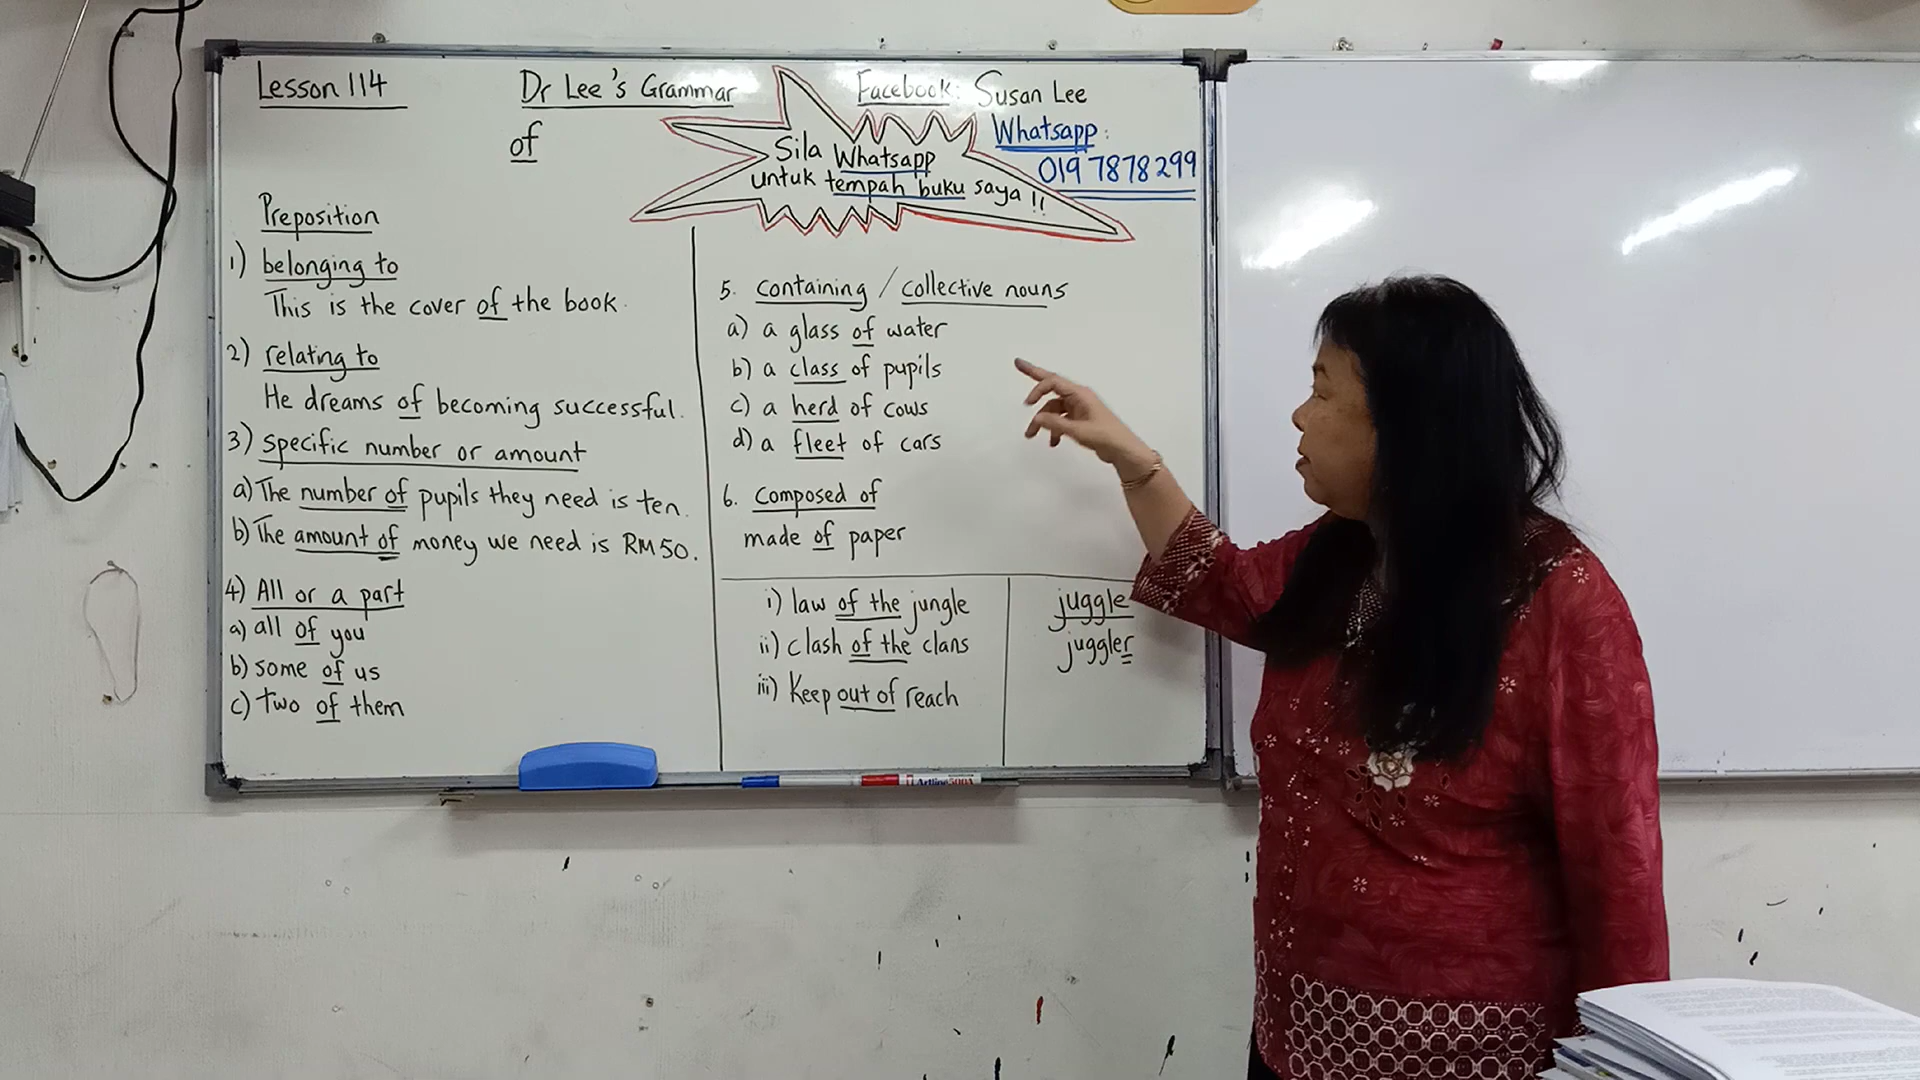 Lesson 114
Dr Lee's Grammar
of
Facebook: Susan Lee
Whatsapp:
019 7878299
Sila Whatsapp
untuk tempah buku saya!!
Preposition
1) belonging to
This is the cover of the book.
2) relating to
He dreams of becoming successful.
3) specific number or amount
a) The number of pupils they need is ten.
b) The amount of money we need is RM50.
4) All or a part
a) all of you
b) some of us
c) two of them
5. containing / collective nouns
a) a glass of water
b) a class of pupils
c) a herd of cows
d) a fleet of cars
6. composed of
made of paper
i) law of the jungle
ii) clash of the clans
iii) Keep out of reach
juggle
juggler
Artline 500A